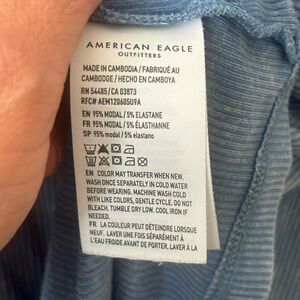 AMERICAN EAGLE
OUTFITTERS
MADE IN CAMBODIA / FABRIQUÉ AU
CAMBODGE / HECHO EN CAMBOYA
RN 54485/CA 03873
RFC# AEM120605U9A
EN 95% MODAL / 5% ELASTANE
FR 95% MODAL / 5% ÉLASTHANNE
SP 95% modal / 5% elastano
EN COLOR MAY TRANSFER WHEN NEW.
WASH ONCE SEPARATELY IN COLD WATER
BEFORE WEARING. MACHINE WASH COLD
WITH LIKE COLORS, GENTLE CYCLE. DO NOT
BLEACH. TUMBLE DRY LOW. COOL IRON IF
NEEDED.
FR LA COULEUR PEUT DÉTEINDRE LORSQUE
NEUF. LAVER UNE FOIS SÉPARÉMENT À
L'EAU FROIDE AVANT DE PORTER. LAVER À LA